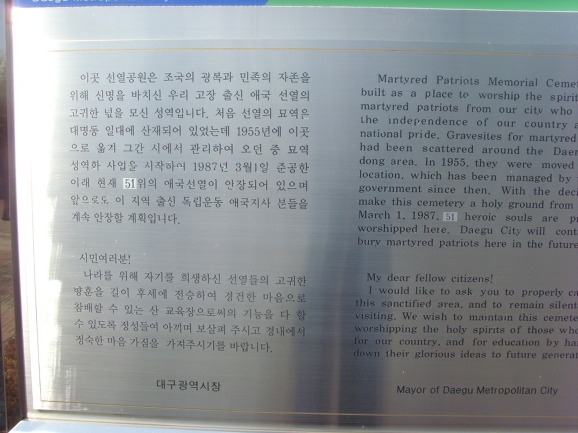 Daegu Metropolitan
이곳 선열공원은 조국의 광복과 민족의 자존을
위해 신명을 바치신 우리 고장 출신 애국 선열의
고귀한 넋을 모신 성역입니다. 처음 선열의 묘역은
대명동 일대에 산재되어 있었는데 1955년에 이곳
으로 옮겨 그간 시에서 관리하여 오던 중 묘역
성역화 사업을 시작하여 1987년 3월1일 준공한
이래 현재 51위의 애국선열이 안장되어 있으며
앞으로도 이 지역 출신 독립운동 애국지사 분들을
계속 안장할 계획입니다.
시민여러분!
나라를 위해 자기를 희생하신 선열들의 고귀한
방훈을 길이 후세에 전승하여 경건한 마음으로
참배할 수 있는 산 교육장으로써의 기능을 다 할
수 있도록 정성들여 아끼며 보살펴 주시고 경내에서
정숙한 마음 가짐을 가져주시기를 바랍니다.
대구광역시장
Martyred Patriots Memorial Ceme
built as a place to worship the spirit
martyred patriots from our city who
the independence of our country a
national pride. Gravesites for martyred
had been scattered around the Dae
dong area. In 1955, they were moved
location, which has been managed by
government since then. With the dec
make this cemetery a holy ground from
March 1, 1987, 51 heroic souls are p
worshipped here. Daegu City will cont
bury martyred patriots here in the future
My dear fellow citizens!
I would like to ask you to properly ca
this sanctified area, and to remain silent
visiting. We wish to maintain this cemete
worshipping the holy spirits of those who
for our country, and for education by ha
down their glorious ideas to future generat
Mayor of Daegu Metropolitan City